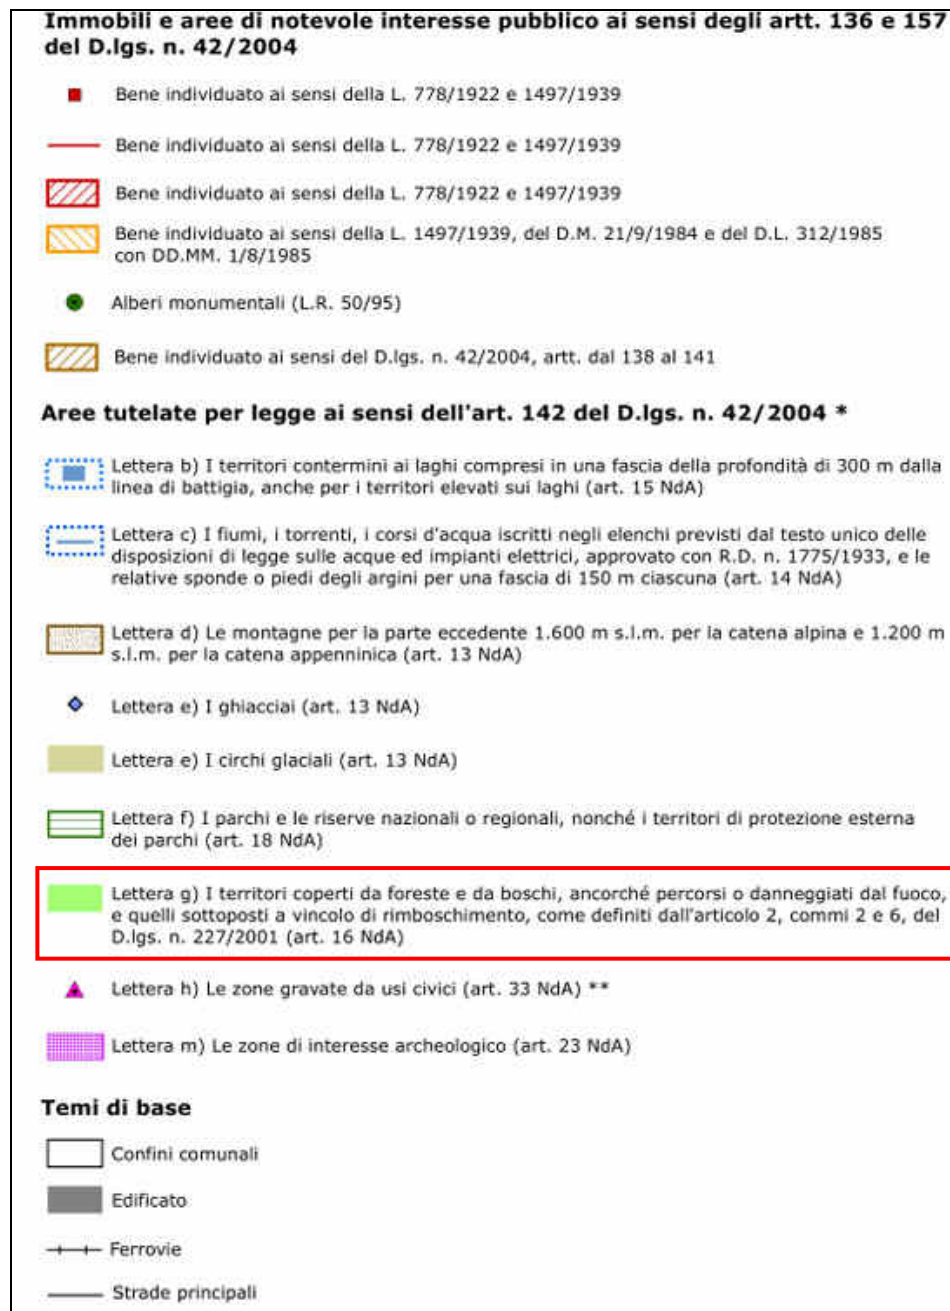 Immobili e aree di notevole interesse pubblico ai sensi degli artt. 136 e 157
del D.lgs. n. 42/2004
Bene individuato ai sensi della L. 778/1922 e 1497/1939
Bene individuato ai sensi della L. 778/1922 e 1497/1939
Bene individuato ai sensi della L. 778/1922 e 1497/1939
Bene individuato ai sensi della L. 1497/1939, del D.M. 21/9/1984 e del D.L. 312/1985
con DD.MM. 1/8/1985
Alberi monumentali (L.R. 50/95)
Bene individuato ai sensi del D.lgs. n. 42/2004, artt. dal 138 al 141
Aree tutelate per legge ai sensi dell'art. 142 del D.lgs. n. 42/2004 *
Lettera b) I territori contermini ai laghi compresi in una fascia della profondità di 300 m dalla
linea di battigia, anche per i territori elevati sui laghi (art. 15 NdA)
Lettera c) I fiumi, i torrenti, i corsi d'acqua iscritti negli elenchi previsti dal testo unico delle
disposizioni di legge sulle acque ed impianti elettrici, approvato con R.D. n. 1775/1933, e le
relative sponde o piedi degli argini per una fascia di 150 m ciascuna (art. 14 NdA)
Lettera d) Le montagne per la parte eccedente 1.600 m s.l.m. per la catena alpina e 1.200 m
s.l.m. per la catena appenninica (art. 13 NdA)
Lettera e) I ghiacciai (art. 13 NdA)
Lettera e) I circhi glaciali (art. 13 NdA)
Lettera f) I parchi e le riserve nazionali o regionali, nonché i territori di protezione esterna
dei parchi (art. 18 NdA)
Lettera g) I territori coperti da foreste e da boschi, ancorché percorsi o danneggiati dal fuoco,
e quelli sottoposti a vincolo di rimboschimento, come definiti dall'articolo 2, commi 2 e 6, del
D.lgs. n. 227/2001 (art. 16 NdA)
Lettera h) Le zone gravate da usi civici (art. 33 NdA) **
Lettera m) Le zone di interesse archeologico (art. 23 NdA)
Temi di base
Confini comunali
Edificato
Ferrovie
Strade principali